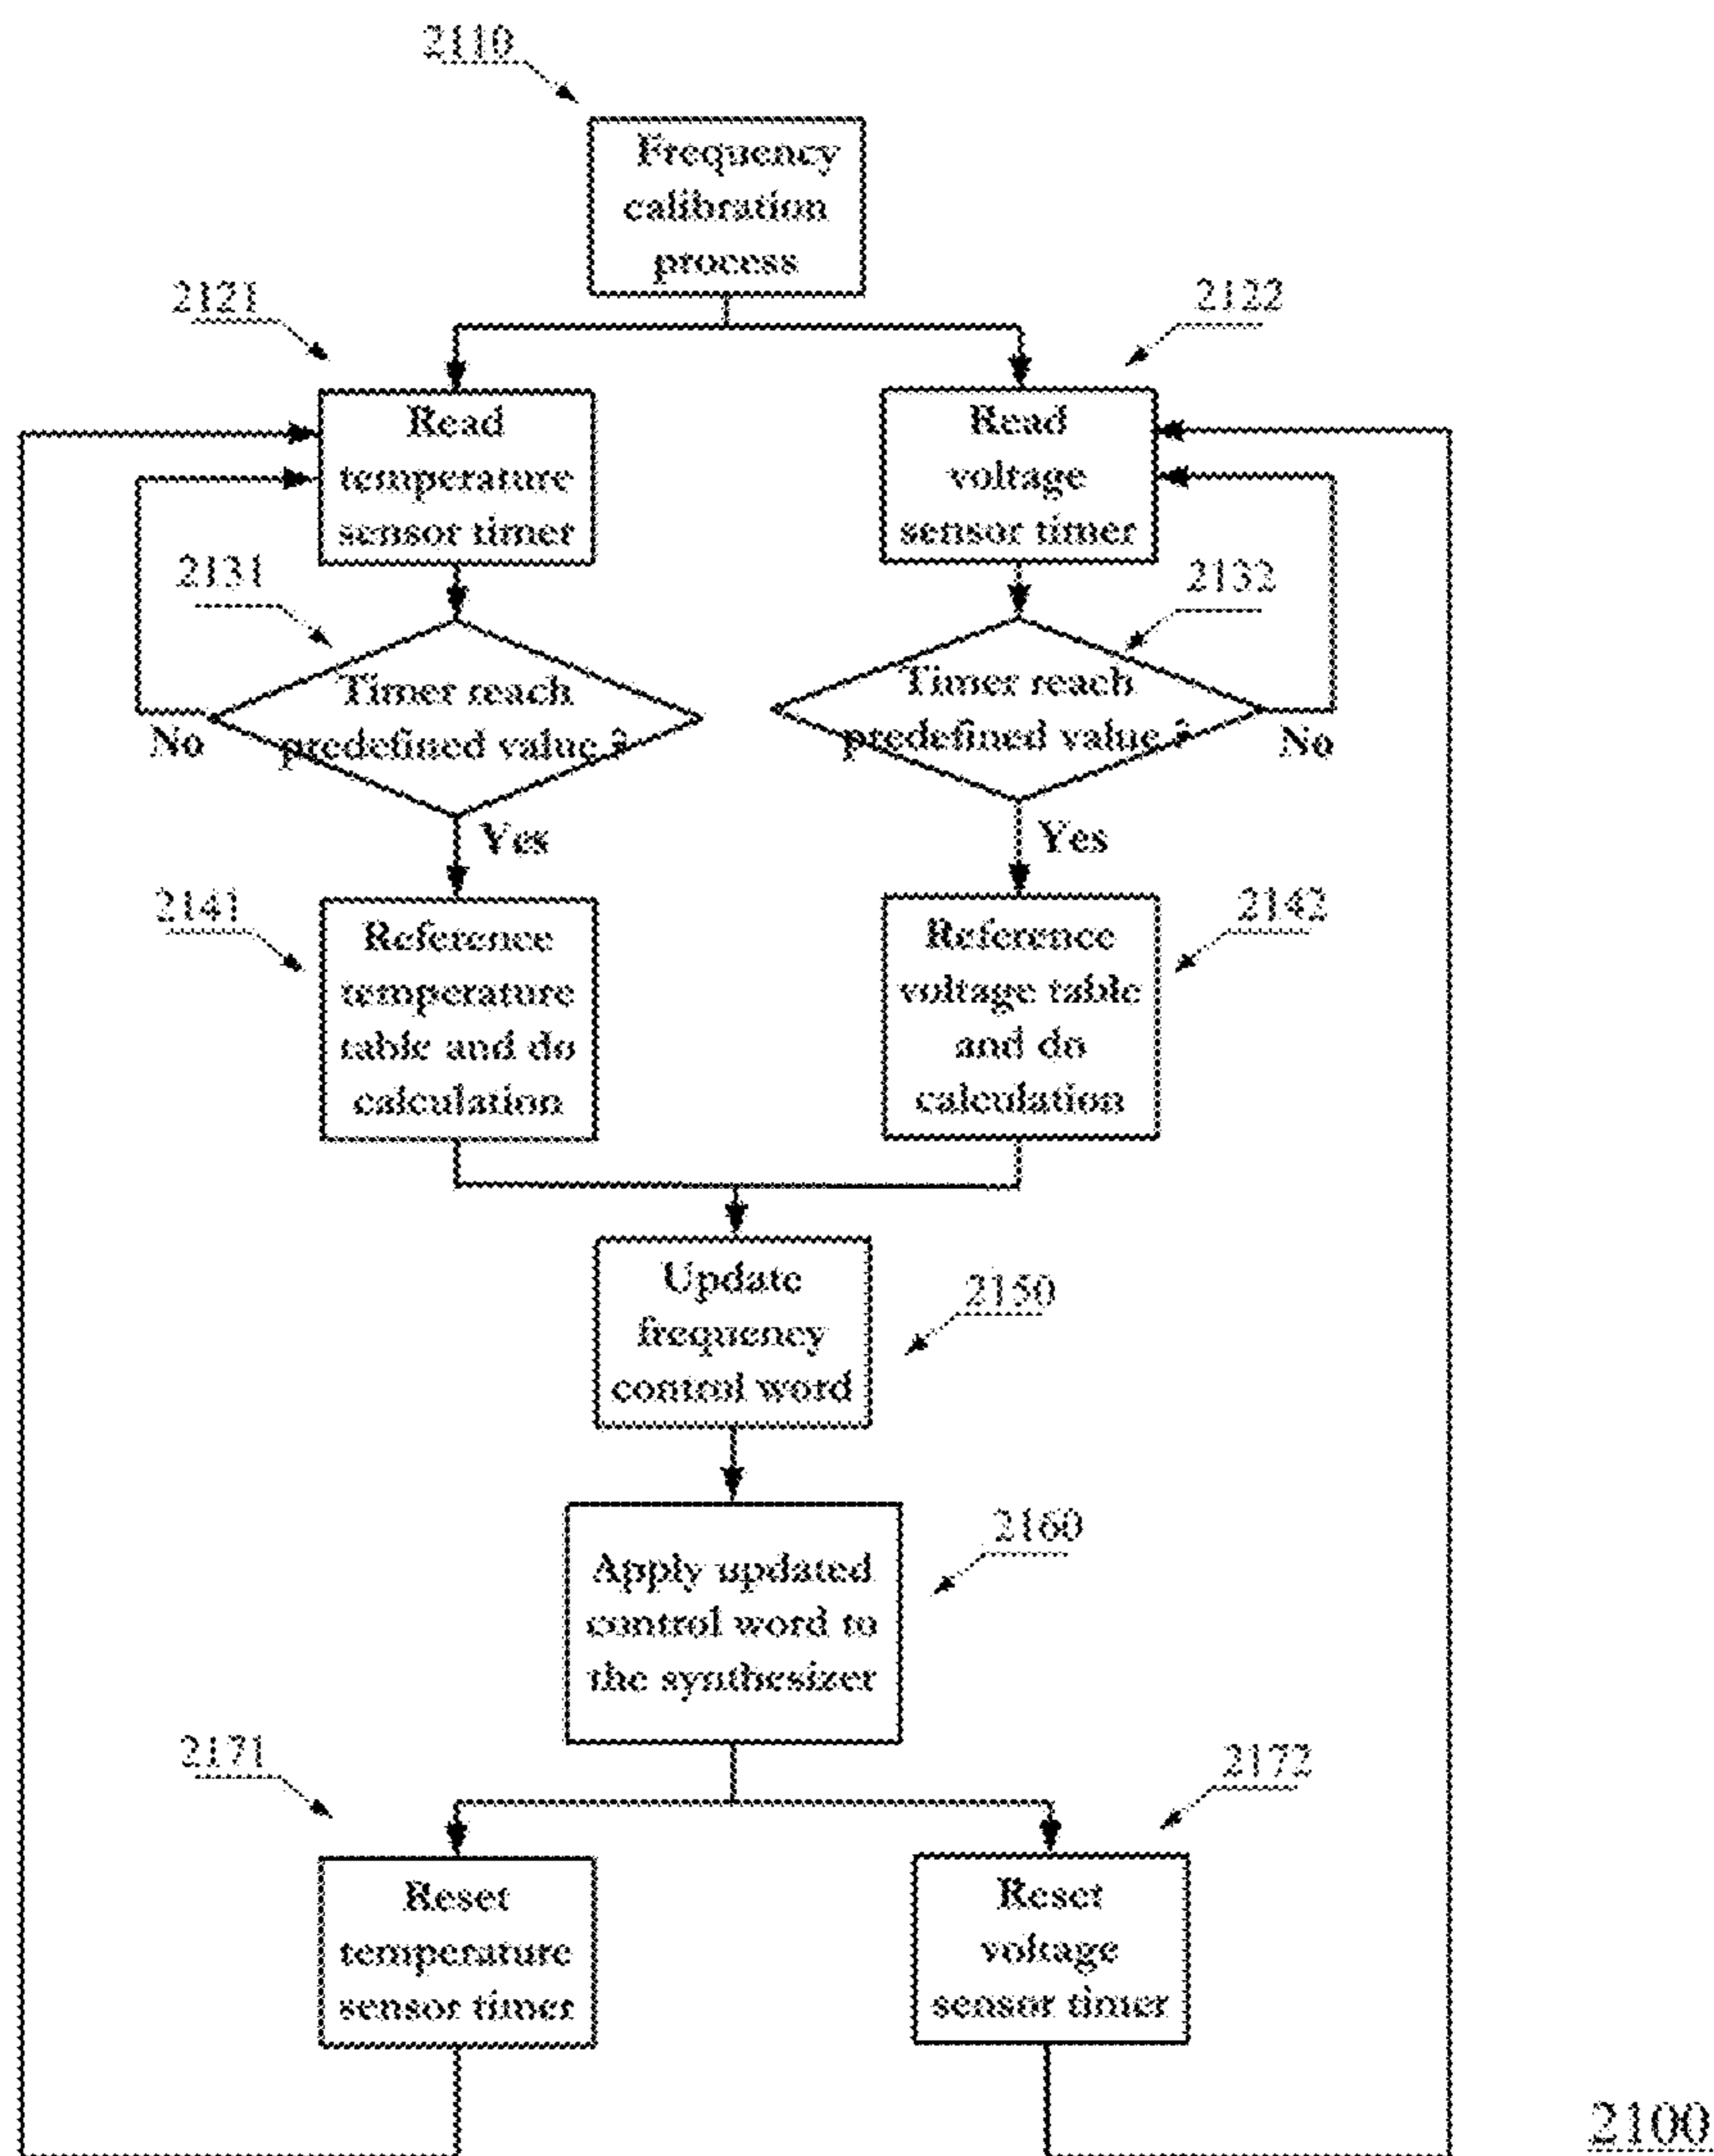 2110
Frequency
calibration
process
2121
2122
Read
temperature
sensor timer
Read
voltage
sensor timer
2131
2132
Timer reach
predefined value ?
Timer reach
predefined value ?
No
No
Yes
Yes
2141
2142
Reference
temperature
table and do
calculation
Reference
voltage table
and do
calculation
Update
frequency
control word
2150
Apply updated
control word to
the synthesizer
2160
2171
2172
Reset
temperature
sensor timer
Reset
voltage
sensor timer
2100